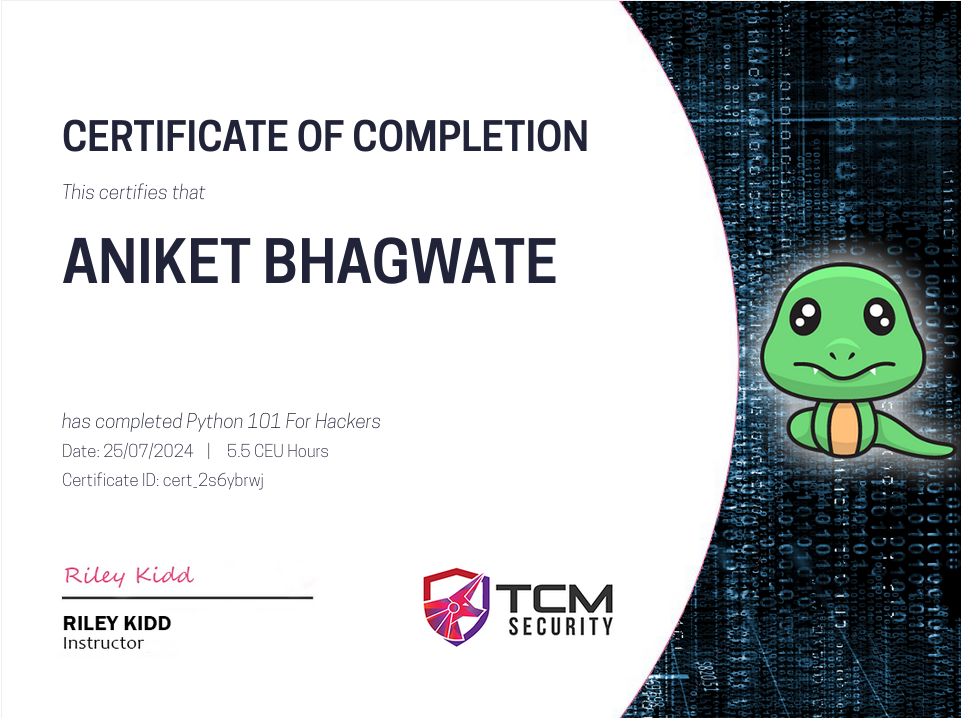 CERTIFICATE OF COMPLETION
This certifies that
ANIKET BHAGWATE
has completed Python 101 For Hackers
Date: 25/07/2024 | 5.5 CEU Hours
Certificate ID: cert_2s6ybrwj
Riley Kidd
RILEY KIDD
Instructor
TCM
SECURITY